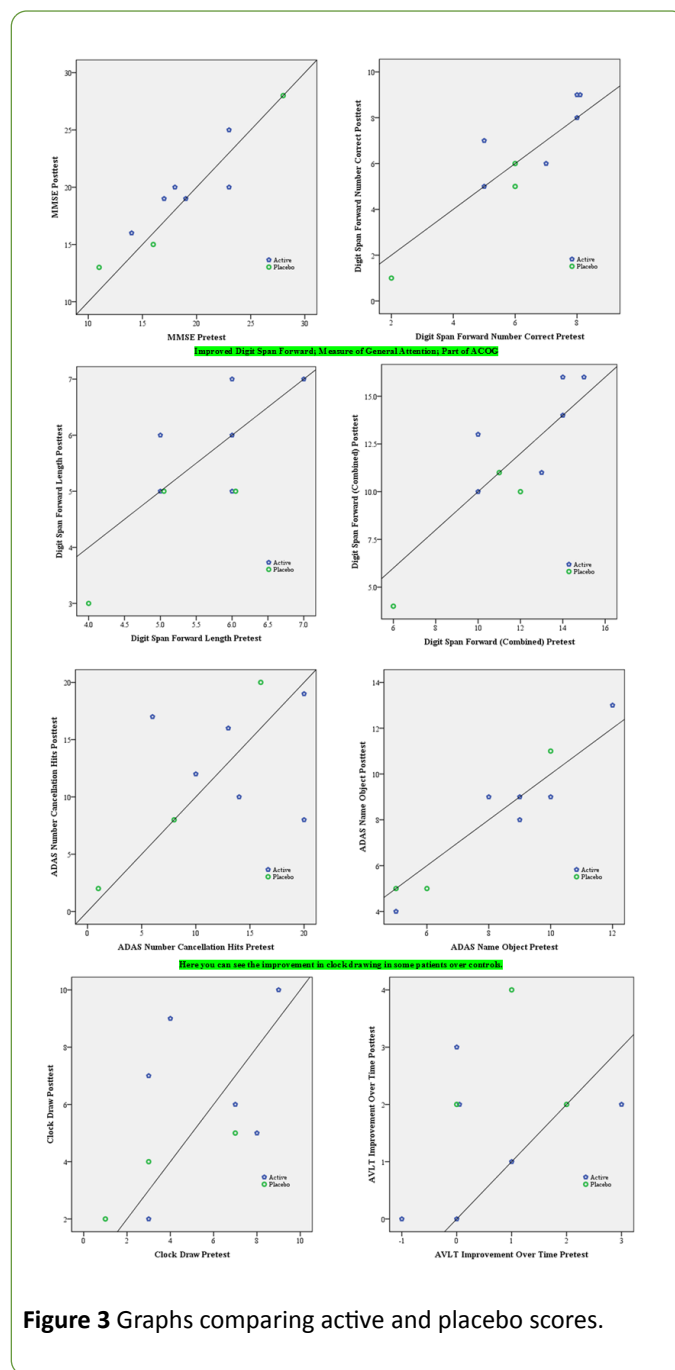 30
25
20
15
10
MMSE Posttest
10 15 20 25 30
MMSE Pretest
Active
Placebo
10
8
6
4
2
0
Digit Span Forward Number Correct Posttest
2 4 6 8
Digit Span Forward Number Correct Pretest
Active
Placebo
Improved Digit Span Forward; Measure of General Attention; Part of ACOG
7
6
5
4
3
Digit Span Forward Length Posttest
4.0 4.5 5.0 5.5 6.0 6.5 7.0
Digit Span Forward Length Pretest
Active
Placebo
15.0
12.5
10.0
7.5
5.0
Digit Span Forward (Combined) Posttest
6 8 10 12 14 16
Digit Span Forward (Combined) Pretest
Active
Placebo
20
15
10
5
0
ADAS Number Cancellation Hits Posttest
0 5 10 15 20
ADAS Number Cancellation Hits Pretest
Active
Placebo
14
12
10
8
6
4
ADAS Name Object Posttest
6 8 10 12
ADAS Name Object Pretest
Active
Placebo
Here you can see the improvement in clock drawing in some patients over controls.
10
8
6
4
2
Clock Draw Posttest
0 2 4 6 8 10
Clock Draw Pretest
Active
Placebo
4
3
2
1
0
AVLT Improvement Over Time Posttest
-1 0 1 2 3
AVLT Improvement Over Time Pretest
Active
Placebo
Figure 3 Graphs comparing active and placebo scores.